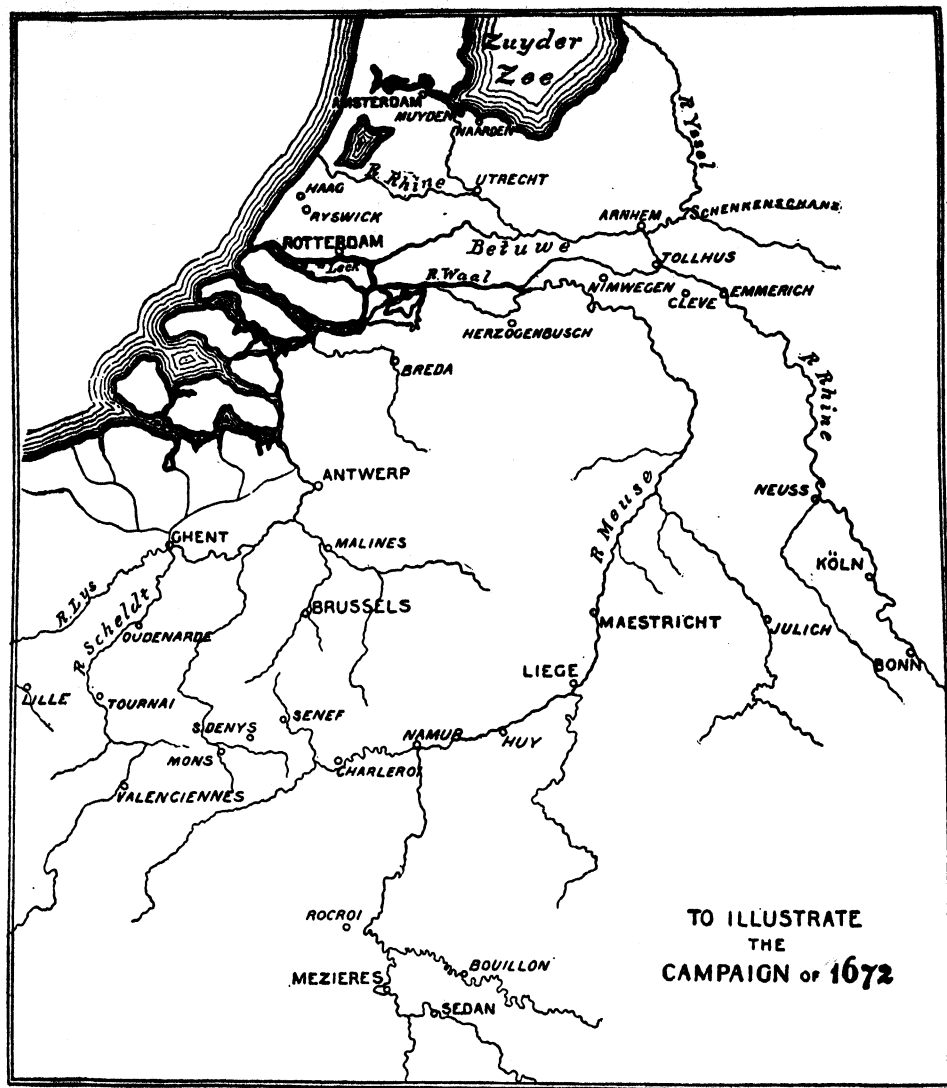 Zuyder
Zee
AMSTERDAM
MUYDEN
NAARDEN
R. Yssel
R. Rhine
UTRECHT
HAAG
RYSWICK
ARNHEM
SCHENKENSCHANZ
ROTTERDAM
Betuwe
Leck
TOLLHUS
R. Waal
NIMWEGEN
CLEVE
EMMERICH
HERZOGENBUSCH
BREDA
R. Rhine
ANTWERP
NEUSS
R. Meuse
GHENT
MALINES
KÖLN
R. Lys
R. Scheldt
BRUSSELS
OUDENARDE
MAESTRICHT
JULICH
BONN
LIEGE
LILLE
TOURNAI
SENEF
S. DENYS
NAMUR
HUY
MONS
CHARLEROI
VALENCIENNES
ROCROI
TO ILLUSTRATE
THE
CAMPAIGN OF 1672
BOUILLON
MEZIERES
SEDAN